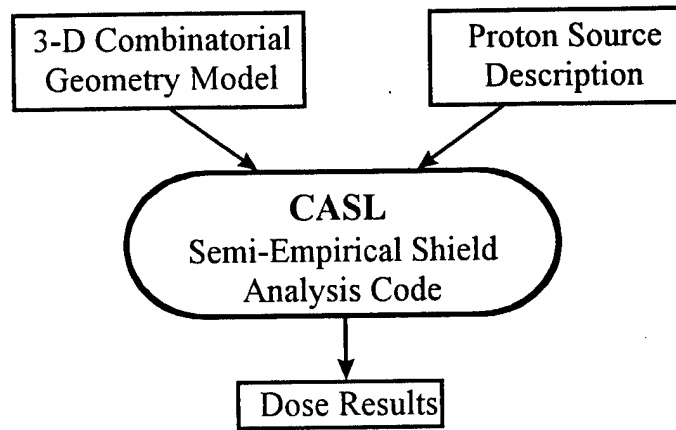 3-D Combinatorial
Geometry Model
Proton Source
Description
CASL
Semi-Empirical Shield
Analysis Code
Dose Results